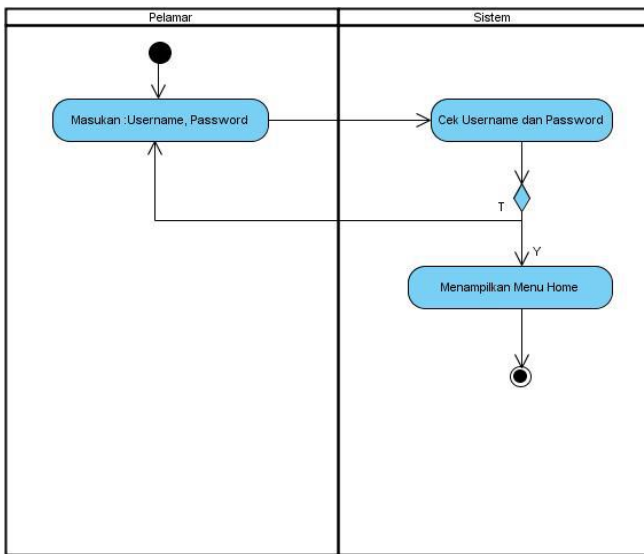 Pelamar
Sistem
Masukan :Username, Password
Cek Username dan Password
T
Y
Menampilkan Menu Home